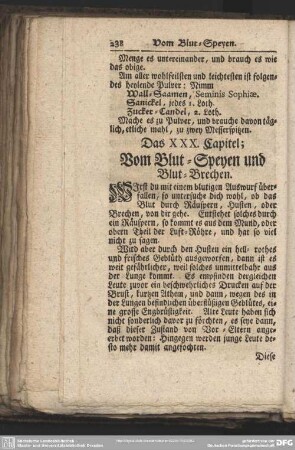 238 Vom Blut-Speyen.
Menge es untereinander, und brauch es wie
das obige.
Am aller wohlfeilsten und leichtesten ist folgen-
des heylende Pulver: Nimm
Wall-Saamen, Seminis Sophiæ.
Sanickel, jedes 1. Loth.
Zucker-Candel, 2. Loth.
Mache es zu Pulver, und brauche davon täg-
lich, etliche mahl, zu zwey Messerspitzen.
Das XXX. Capitel;
Vom Blut-Speyen und
Blut-Brechen.
WIrst du mit einem blutigen Auswurf über-
fallen, so untersuche dich wohl, ob das
Blut durch Räuspern, Husten, oder
Brechen, von dir gehe. Entstehet solches durch
ein Räuspern, so kommt es aus dem Mund, oder
obern Theil der Luft-Röhre, und hat so viel
nicht zu sagen.
Wird aber durch den Husten ein hell-rothes
und frisches Geblüth ausgeworfen, dann ist es
weit gefährlicher, weil solches unmittelbahr aus
der Lunge kommt. Es empfinden dergleichen
Leute zuvor ein beschwehrliches Drucken auf der
Brust, kurtzen Athem, und dann, wegen des in
der Lungen befindlichen überflüßigen Geblütes, ei-
ne grosse Engbrüstigkeit. Alte Leute haben sich
nicht sonderlich davor zu förchten, es seye dann,
daß dieser Zustand von Vor-Eltern ange-
erbet worden: Hingegen werden junge Leute de-
sto mehr damit angefochten.
Diese